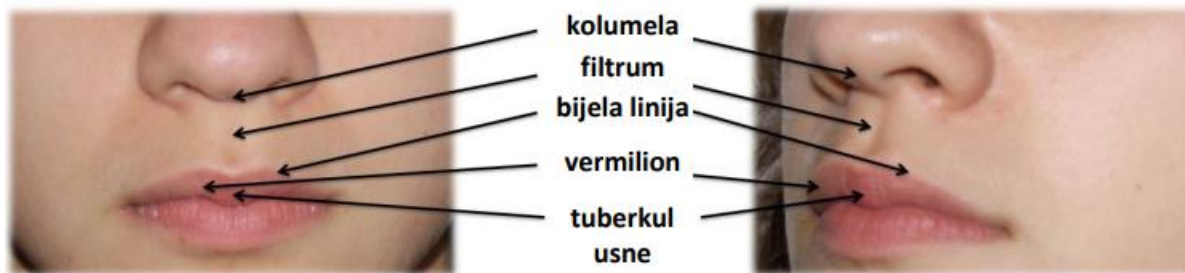 kolumela
filtrum
bijela linija
vermilion
tuberkul
usne